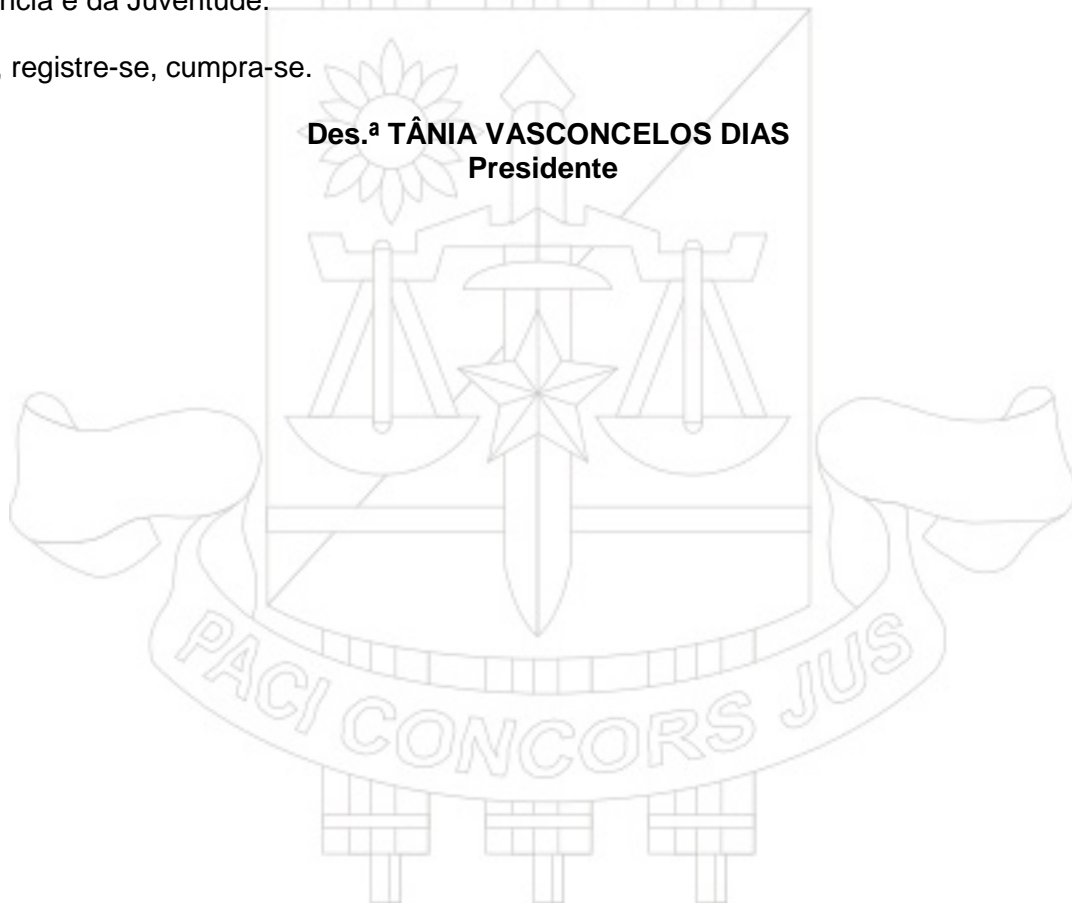 ncia e da Juventude.
, registre-se, cumpra-se.
Des.ª TÂNIA VASCONCELOS DIAS
Presidente
PACI CONCORS JUS